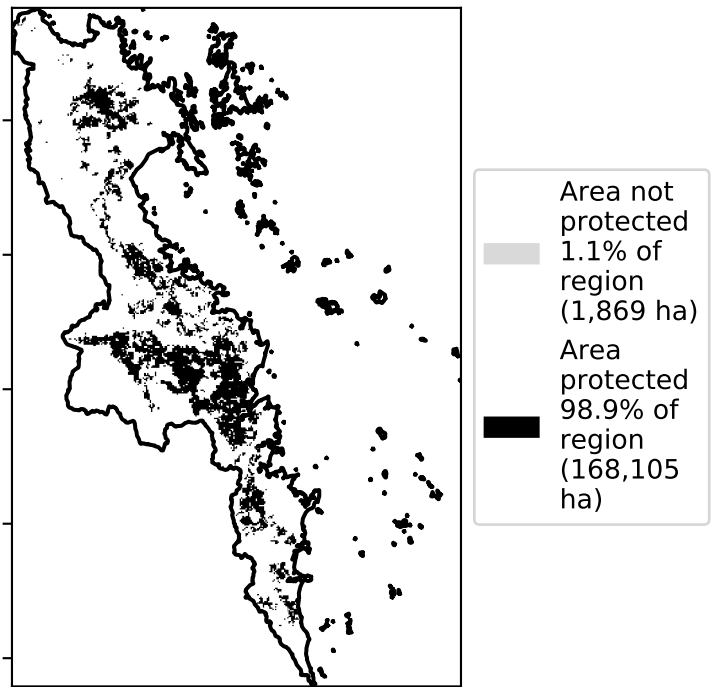 Area not
protected
1.1% of
region
(1,869 ha)
Area
protected
98.9% of
region
(168,105
ha)